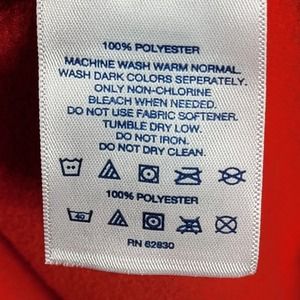 100% POLYESTER
MACHINE WASH WARM NORMAL.
WASH DARK COLORS SEPERATELY.
ONLY NON-CHLORINE
BLEACH WHEN NEEDED.
DO NOT USE FABRIC SOFTENER.
TUMBLE DRY LOW.
DO NOT IRON.
DO NOT DRY CLEAN.
100% POLYESTER
RN 62830